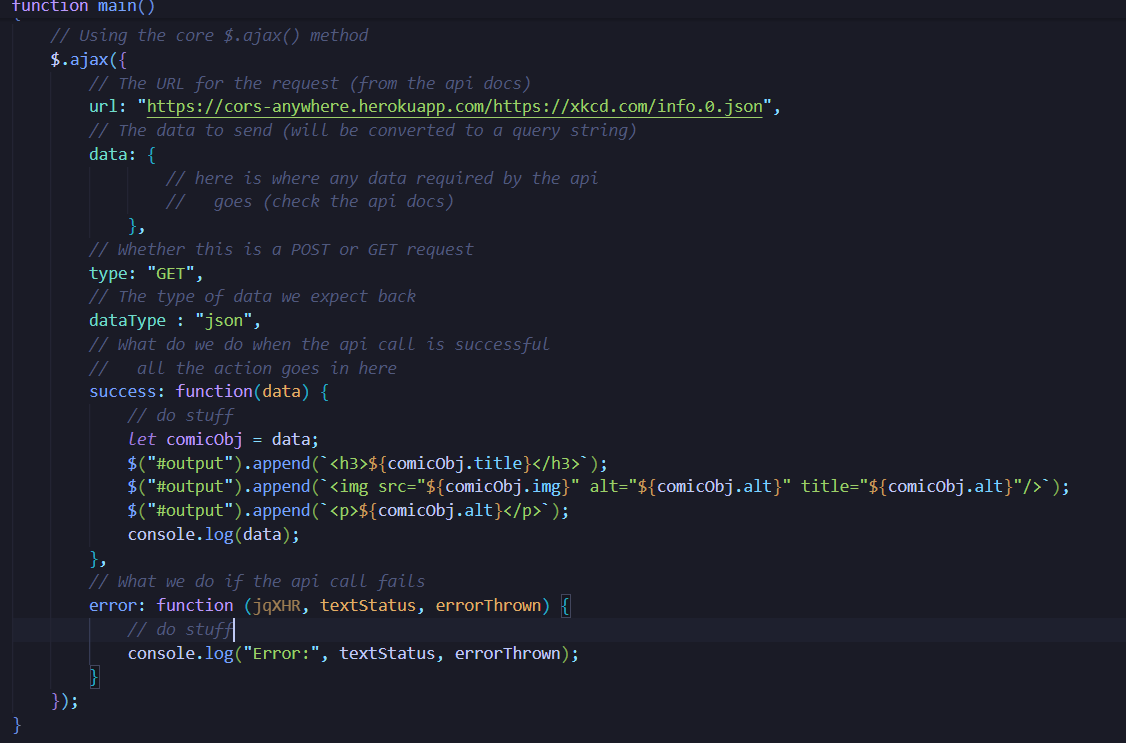 function main()
{
// Using the core $.ajax() method
$.ajax({
// The URL for the request (from the api docs)
url: "https://cors-anywhere.herokuapp.com/https://xkcd.com/info.0.json",
// The data to send (will be converted to a query string)
data: {
// here is where any data required by the api
//   goes (check the api docs)
},
// Whether this is a POST or GET request
type: "GET",
// The type of data we expect back
dataType : "json",
// What do we do when the api call is successful
//   all the action goes in here
success: function(data) {
// do stuff
let comicObj = data;
$("#output").append(`<h3>${comicObj.title}</h3>`);
$("#output").append(`<img src="${comicObj.img}" alt="${comicObj.alt}" title="${comicObj.alt}"/>`);
$("#output").append(`<p>${comicObj.alt}</p>`);
console.log(data);
},
// What we do if the api call fails
error: function (jqXHR, textStatus, errorThrown) {
// do stuff
console.log("Error:", textStatus, errorThrown);
}
});
}